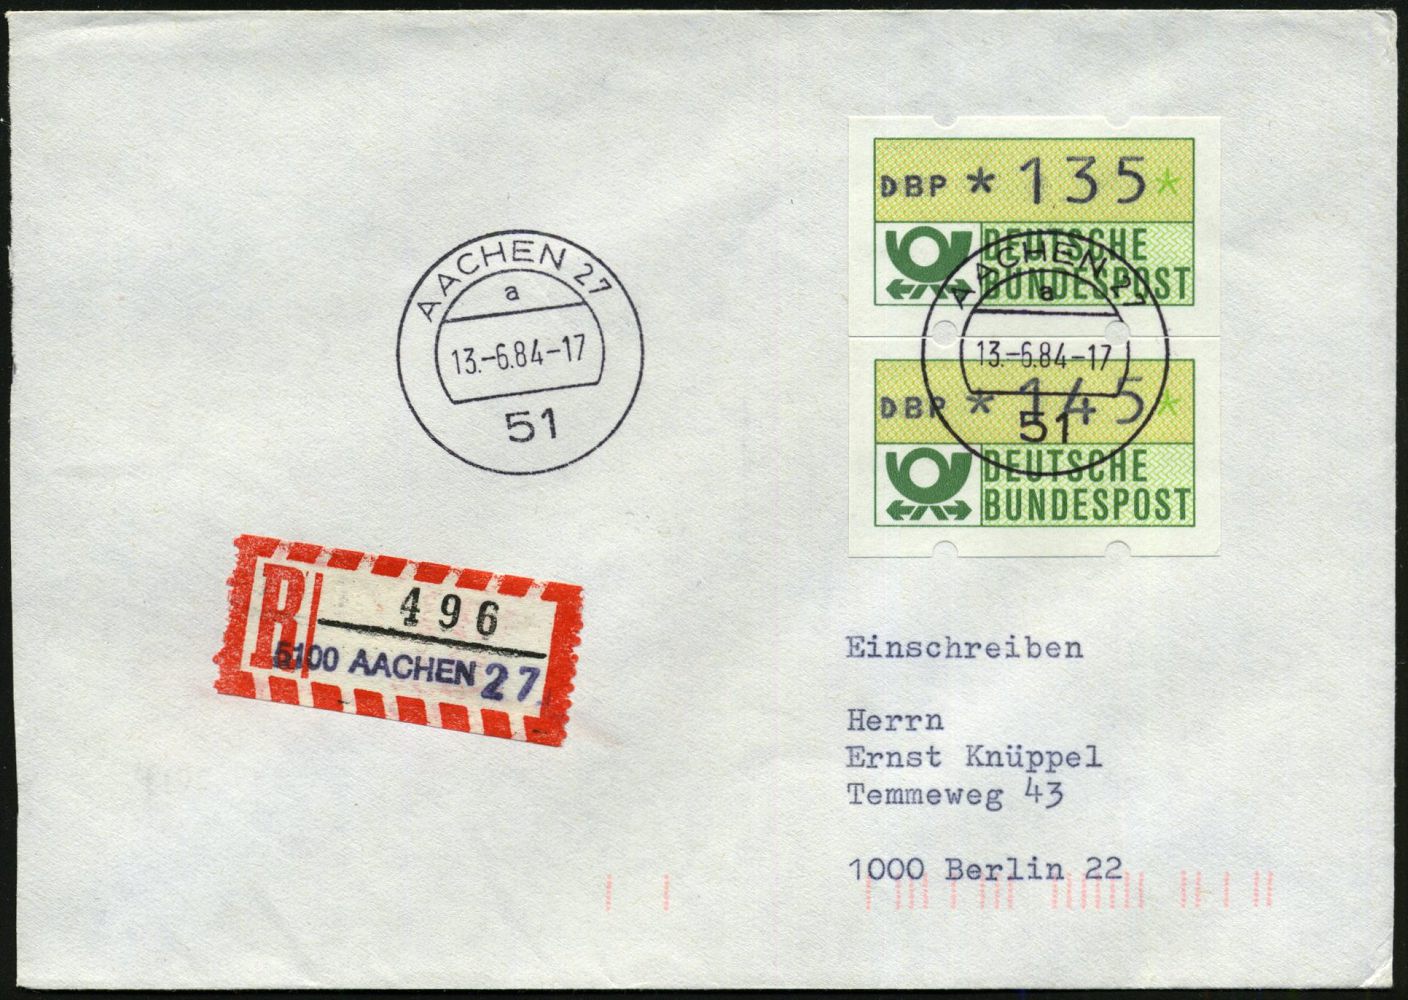 DBP * 135*
DEUTSCHE
BUNDESPOST
AACHEN 27
a
13.-6.84-17
51
AACHEN 27
a
13.-6.84-17
51
DBP * 145*
DEUTSCHE
BUNDESPOST
R 496
5100 AACHEN 27
Einschreiben
Herrn
Ernst Knüppel
Temmeweg 43
1000 Berlin 22